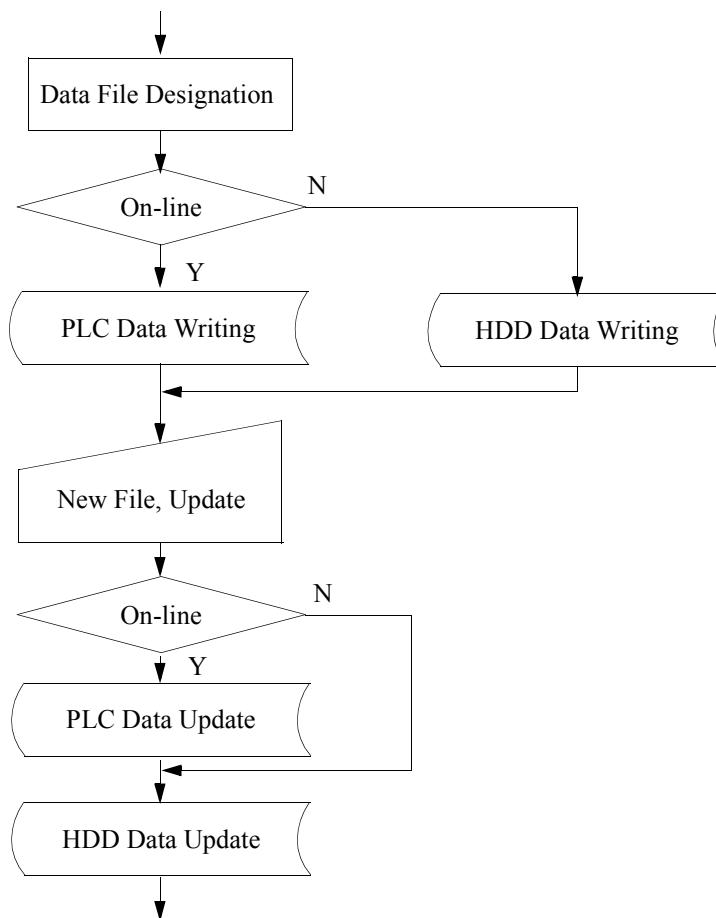 Data File Designation
On-line
N
Y
PLC Data Writing
HDD Data Writing
New File, Update
On-line
N
Y
PLC Data Update
HDD Data Update